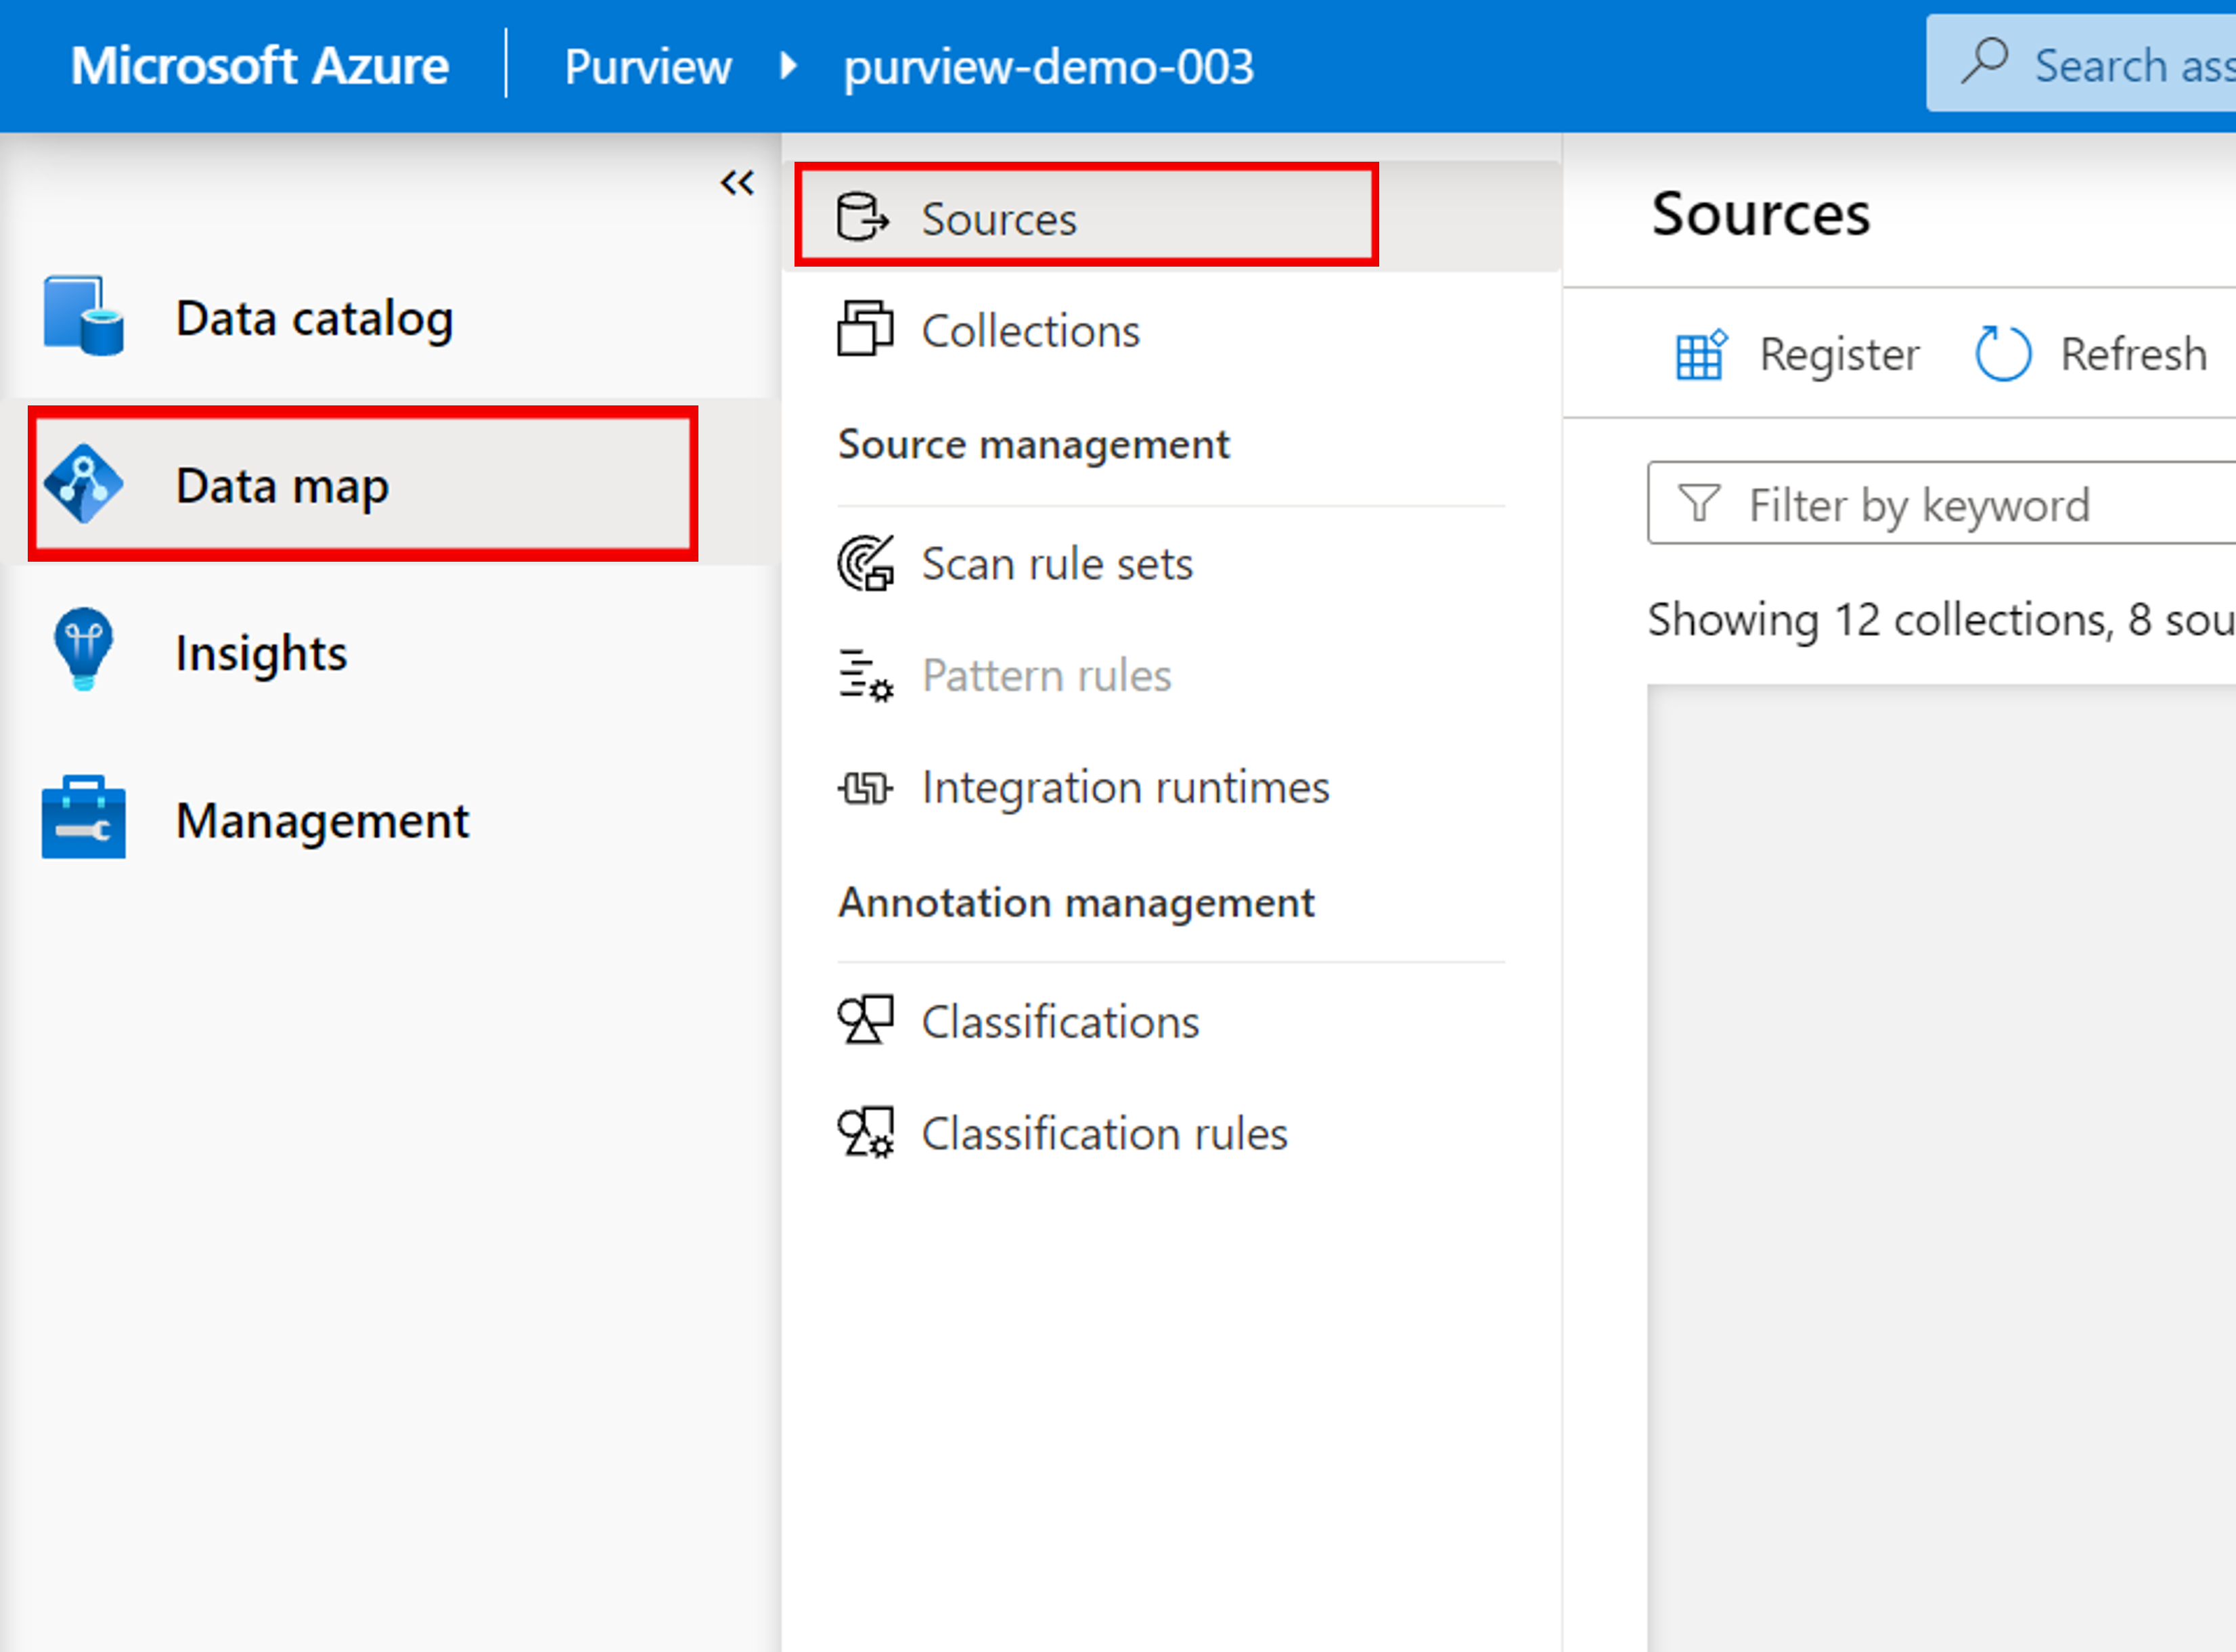 Microsoft Azure
Purview
purview-demo-003
Search
Data catalog
Data map
Insights
Management
Sources
Collections
Source management
Scan rule sets
Pattern rules
Integration runtimes
Annotation management
Classifications
Classification rules
Sources
Register
Refresh
Filter by keyword
Showing 12 collections, 8